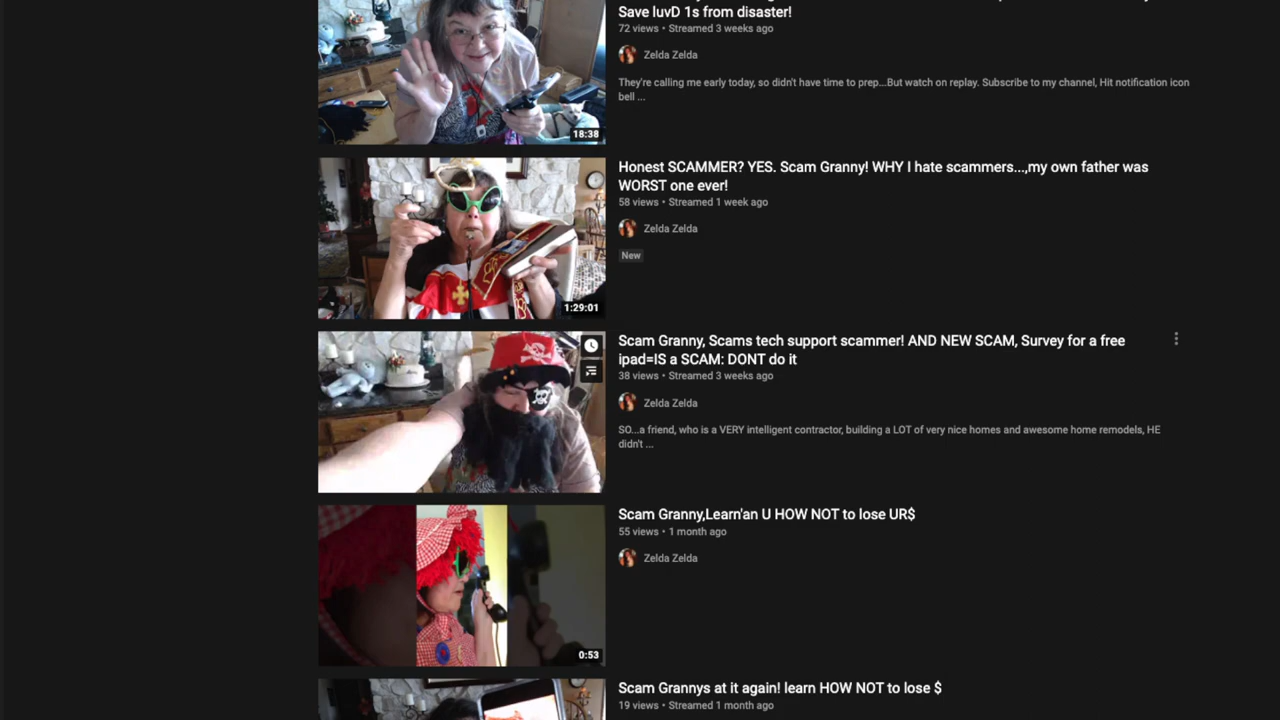 Save luvD 1s from disaster!
72 views • Streamed 3 weeks ago
Zelda Zelda
They're calling me early today, so didn't have time to prep...But watch on replay. Subscribe to my channel, Hit notification icon
bell ...
18:38
Honest SCAMMER? YES. Scam Granny! WHY I hate scammers...,my own father was
WORST one ever!
58 views • Streamed 1 week ago
Zelda Zelda
New
1:29:01
Scam Granny, Scams tech support scammer! AND NEW SCAM, Survey for a free
ipad=IS a SCAM: DONT do it
38 views • Streamed 3 weeks ago
Zelda Zelda
SO...a friend, who is a VERY intelligent contractor, building a LOT of very nice homes and awesome home remodels, HE
didn't ...
Scam Granny,Learn'an U HOW NOT to lose UR$
55 views • 1 month ago
Zelda Zelda
0:53
Scam Grannys at it again! learn HOW NOT to lose $
19 views • Streamed 1 month ago